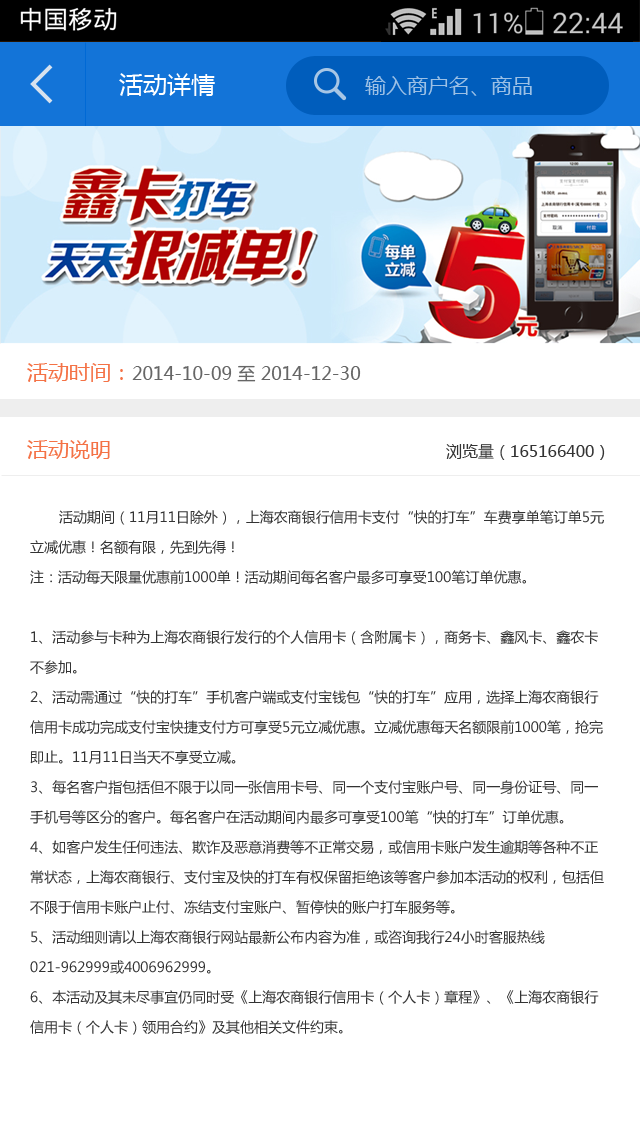 中国移动 E 11% 22:44
活动详情 输入商户名、商品
鑫卡打车
天天狠减单!
每单
立减
5元
取消 付款
活动时间：2014-10-09 至 2014-12-30
活动说明 浏览量（165166400）
活动期间（11月11日除外），上海农商银行信用卡支付“快的打车”车费享单笔订单5元
立减优惠！名额有限，先到先得！
注：活动每天限量优惠前1000单！活动期间每名客户最多可享受100笔订单优惠。
1、活动参与卡种为上海农商银行发行的个人信用卡（含附属卡），商务卡、鑫风卡、鑫农卡
不参加。
2、活动需通过“快的打车”手机客户端或支付宝钱包“快的打车”应用，选择上海农商银行
信用卡成功完成支付宝快捷支付方可享受5元立减优惠。立减优惠每天名额限前1000笔，抢完
即止。11月11日当天不享受立减。
3、每名客户指包括但不限于以同一张信用卡号、同一个支付宝账户号、同一身份证号、同一
手机号等区分的客户。每名客户在活动期间内最多可享受100笔“快的打车”订单优惠。
4、如客户发生任何违法、欺诈及恶意消费等不正常交易，或信用卡账户发生逾期等各种不正
常状态，上海农商银行、支付宝及快的打车有权保留拒绝该等客户参加本活动的权利，包括但
不限于信用卡账户止付、冻结支付宝账户、暂停快的账户打车服务等。
5、活动细则请以上海农商银行网站最新公布内容为准，或咨询我行24小时客服热线
021-962999或4006962999。
6、本活动及其未尽事宜仍同时受《上海农商银行信用卡（个人卡）章程》、《上海农商银行
信用卡（个人卡）领用合约》及其他相关文件约束。